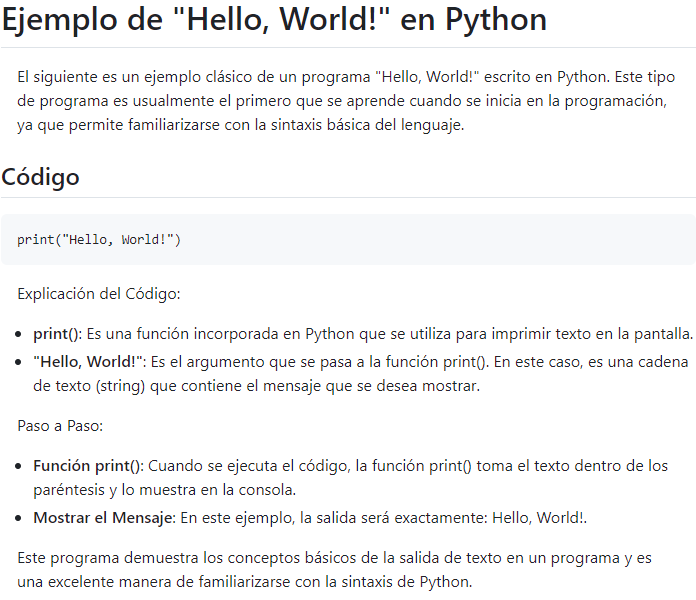 Ejemplo de "Hello, World!" en Python
El siguiente es un ejemplo clásico de un programa "Hello, World!" escrito en Python. Este tipo
de programa es usualmente el primero que se aprende cuando se inicia en la programación,
ya que permite familiarizarse con la sintaxis básica del lenguaje.
Código
print("Hello, World!")
Explicación del Código:
• print(): Es una función incorporada en Python que se utiliza para imprimir texto en la pantalla.
• "Hello, World!": Es el argumento que se pasa a la función print(). En este caso, es una cadena
de texto (string) que contiene el mensaje que se desea mostrar.
Paso a Paso:
• Función print(): Cuando se ejecuta el código, la función print() toma el texto dentro de los
paréntesis y lo muestra en la consola.
• Mostrar el Mensaje: En este ejemplo, la salida será exactamente: Hello, World!.
Este programa demuestra los conceptos básicos de la salida de texto en un programa y es
una excelente manera de familiarizarse con la sintaxis de Python.